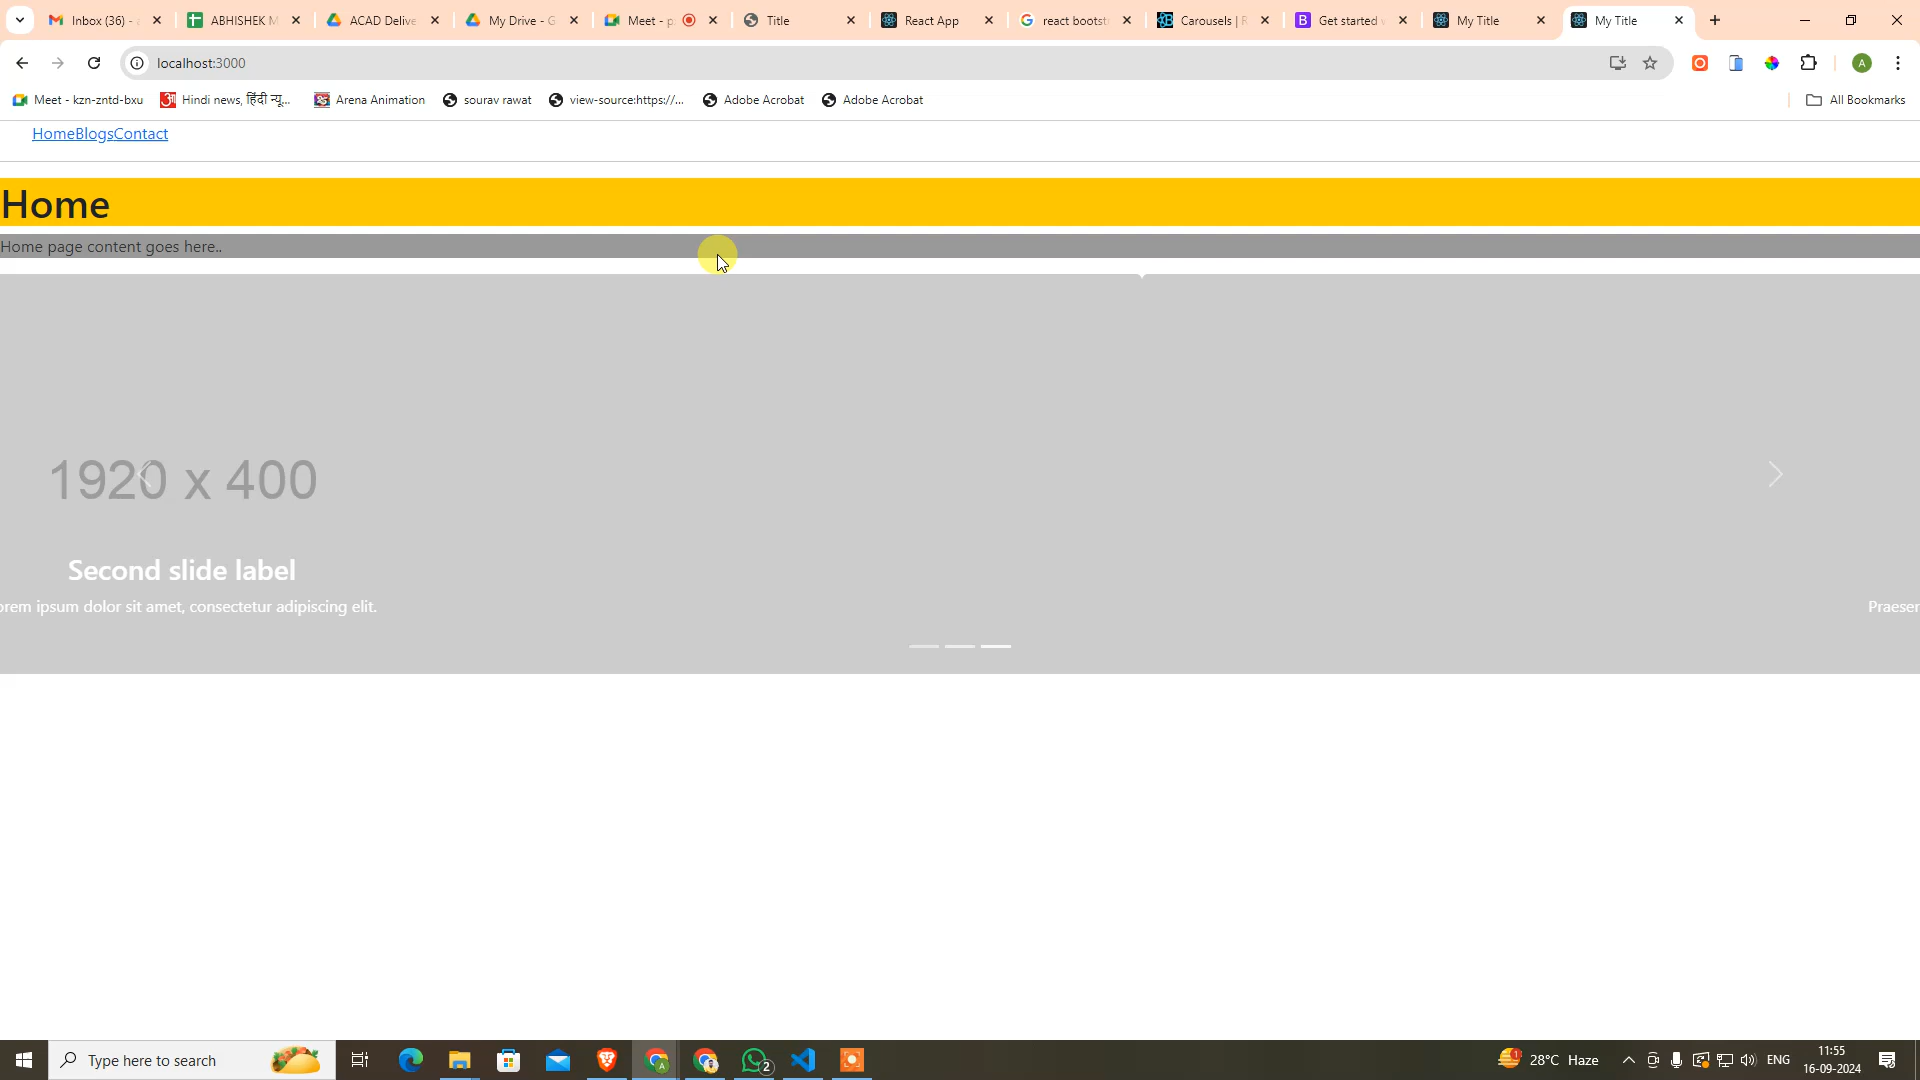 Inbox (36) -
ABHISHEK M
ACAD Delive
My Drive - G
Meet - p
Title
React App
react bootst
Carousels | R
Get started w
My Title
My Title
localhost:3000
A
Meet - kzn-zntd-bxu
Hindi news, हिंदी न्यू...
Arena Animation
sourav rawat
view-source:https://...
Adobe Acrobat
Adobe Acrobat
All Bookmarks
HomeBlogsContact
Home
Home page content goes here..
1920 x 400
Second slide label
orem ipsum dolor sit amet, consectetur adipiscing elit.
Praeser
Type here to search
2
1
28°C Haze
ENG
11:55
16-09-2024